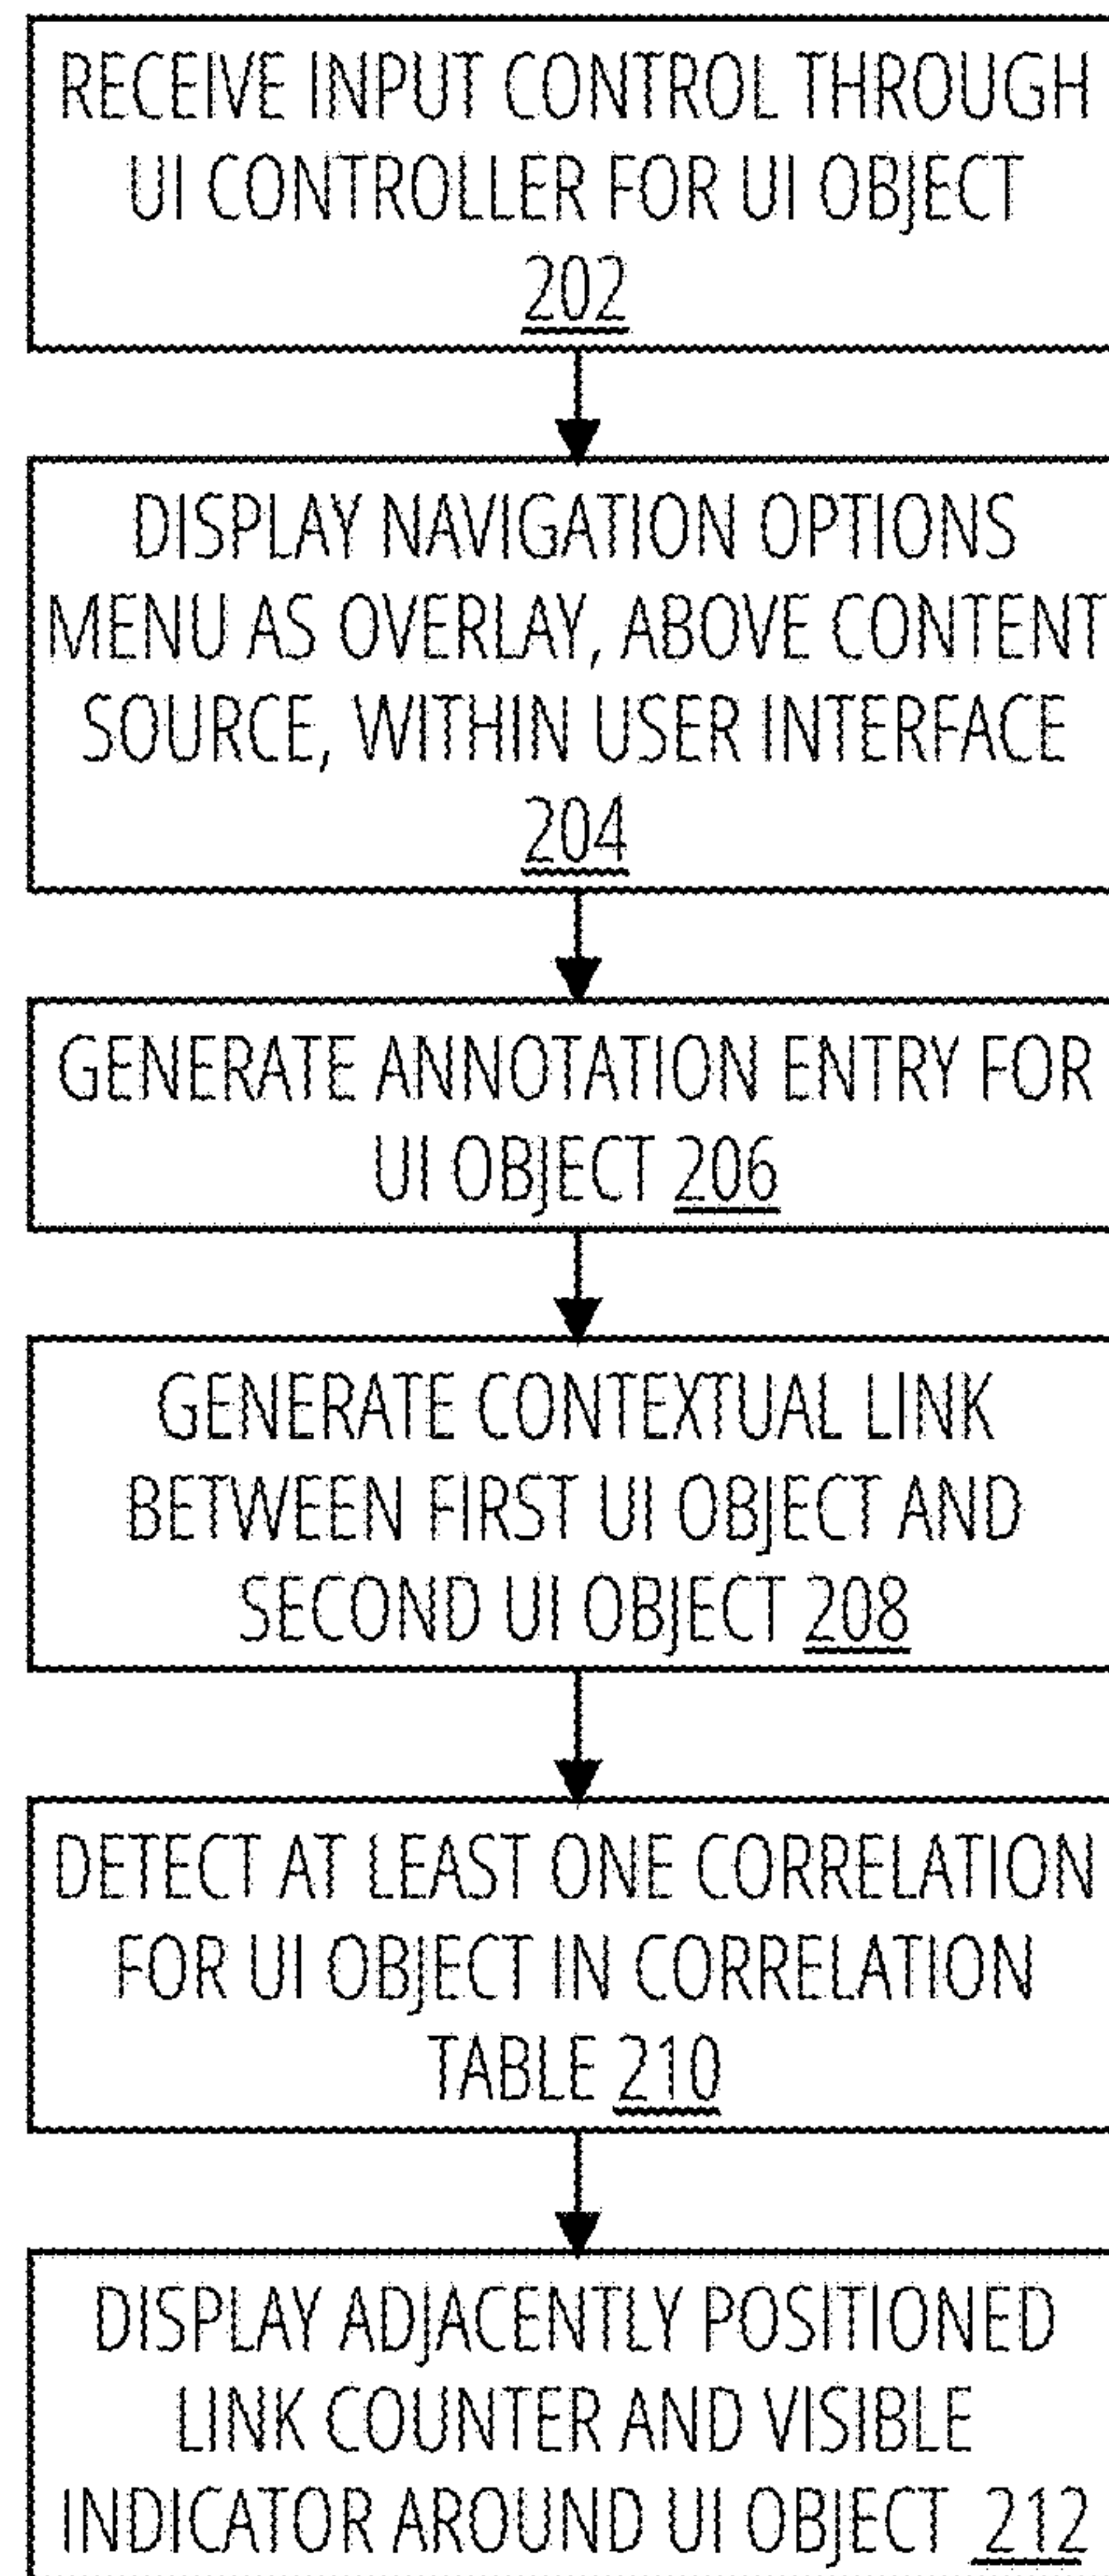 RECEIVE INPUT CONTROL THROUGH
UI CONTROLLER FOR UI OBJECT
202
DISPLAY NAVIGATION OPTIONS
MENU AS OVERLAY, ABOVE CONTENT
SOURCE, WITHIN USER INTERFACE
204
GENERATE ANNOTATION ENTRY FOR
UI OBJECT 206
GENERATE CONTEXTUAL LINK
BETWEEN FIRST UI OBJECT AND
SECOND UI OBJECT 208
DETECT AT LEAST ONE CORRELATION
FOR UI OBJECT IN CORRELATION
TABLE 210
DISPLAY ADJACENTLY POSITIONED
LINK COUNTER AND VISIBLE
INDICATOR AROUND UI OBJECT 212